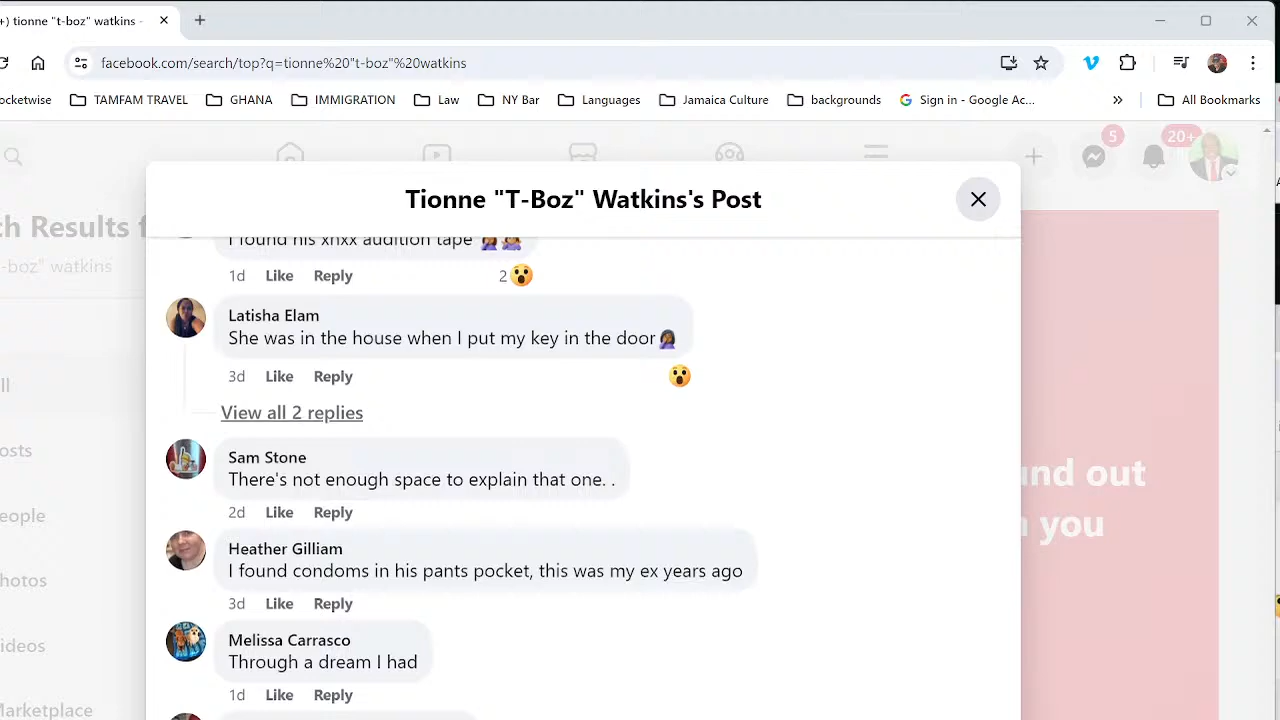 +) tionne "t-boz" watkins -
facebook.com/search/top?q=tionne%20"t-boz"%20watkins
ocketwise TAMFAM TRAVEL GHANA IMMIGRATION Law NY Bar Languages Jamaica Culture backgrounds Sign in - Google Ac... » All Bookmarks
5 20+
Tionne "T-Boz" Watkins's Post
ch Results f
-boz" watkins
ll
osts
eople
hotos
ideos
Marketplace
I found his xnxx audition tape
1d Like Reply 2
Latisha Elam
She was in the house when I put my key in the door
3d Like Reply
View all 2 replies
Sam Stone
There's not enough space to explain that one. .
2d Like Reply
Heather Gilliam
I found condoms in his pants pocket, this was my ex years ago
3d Like Reply
Melissa Carrasco
Through a dream I had
1d Like Reply
und out
you